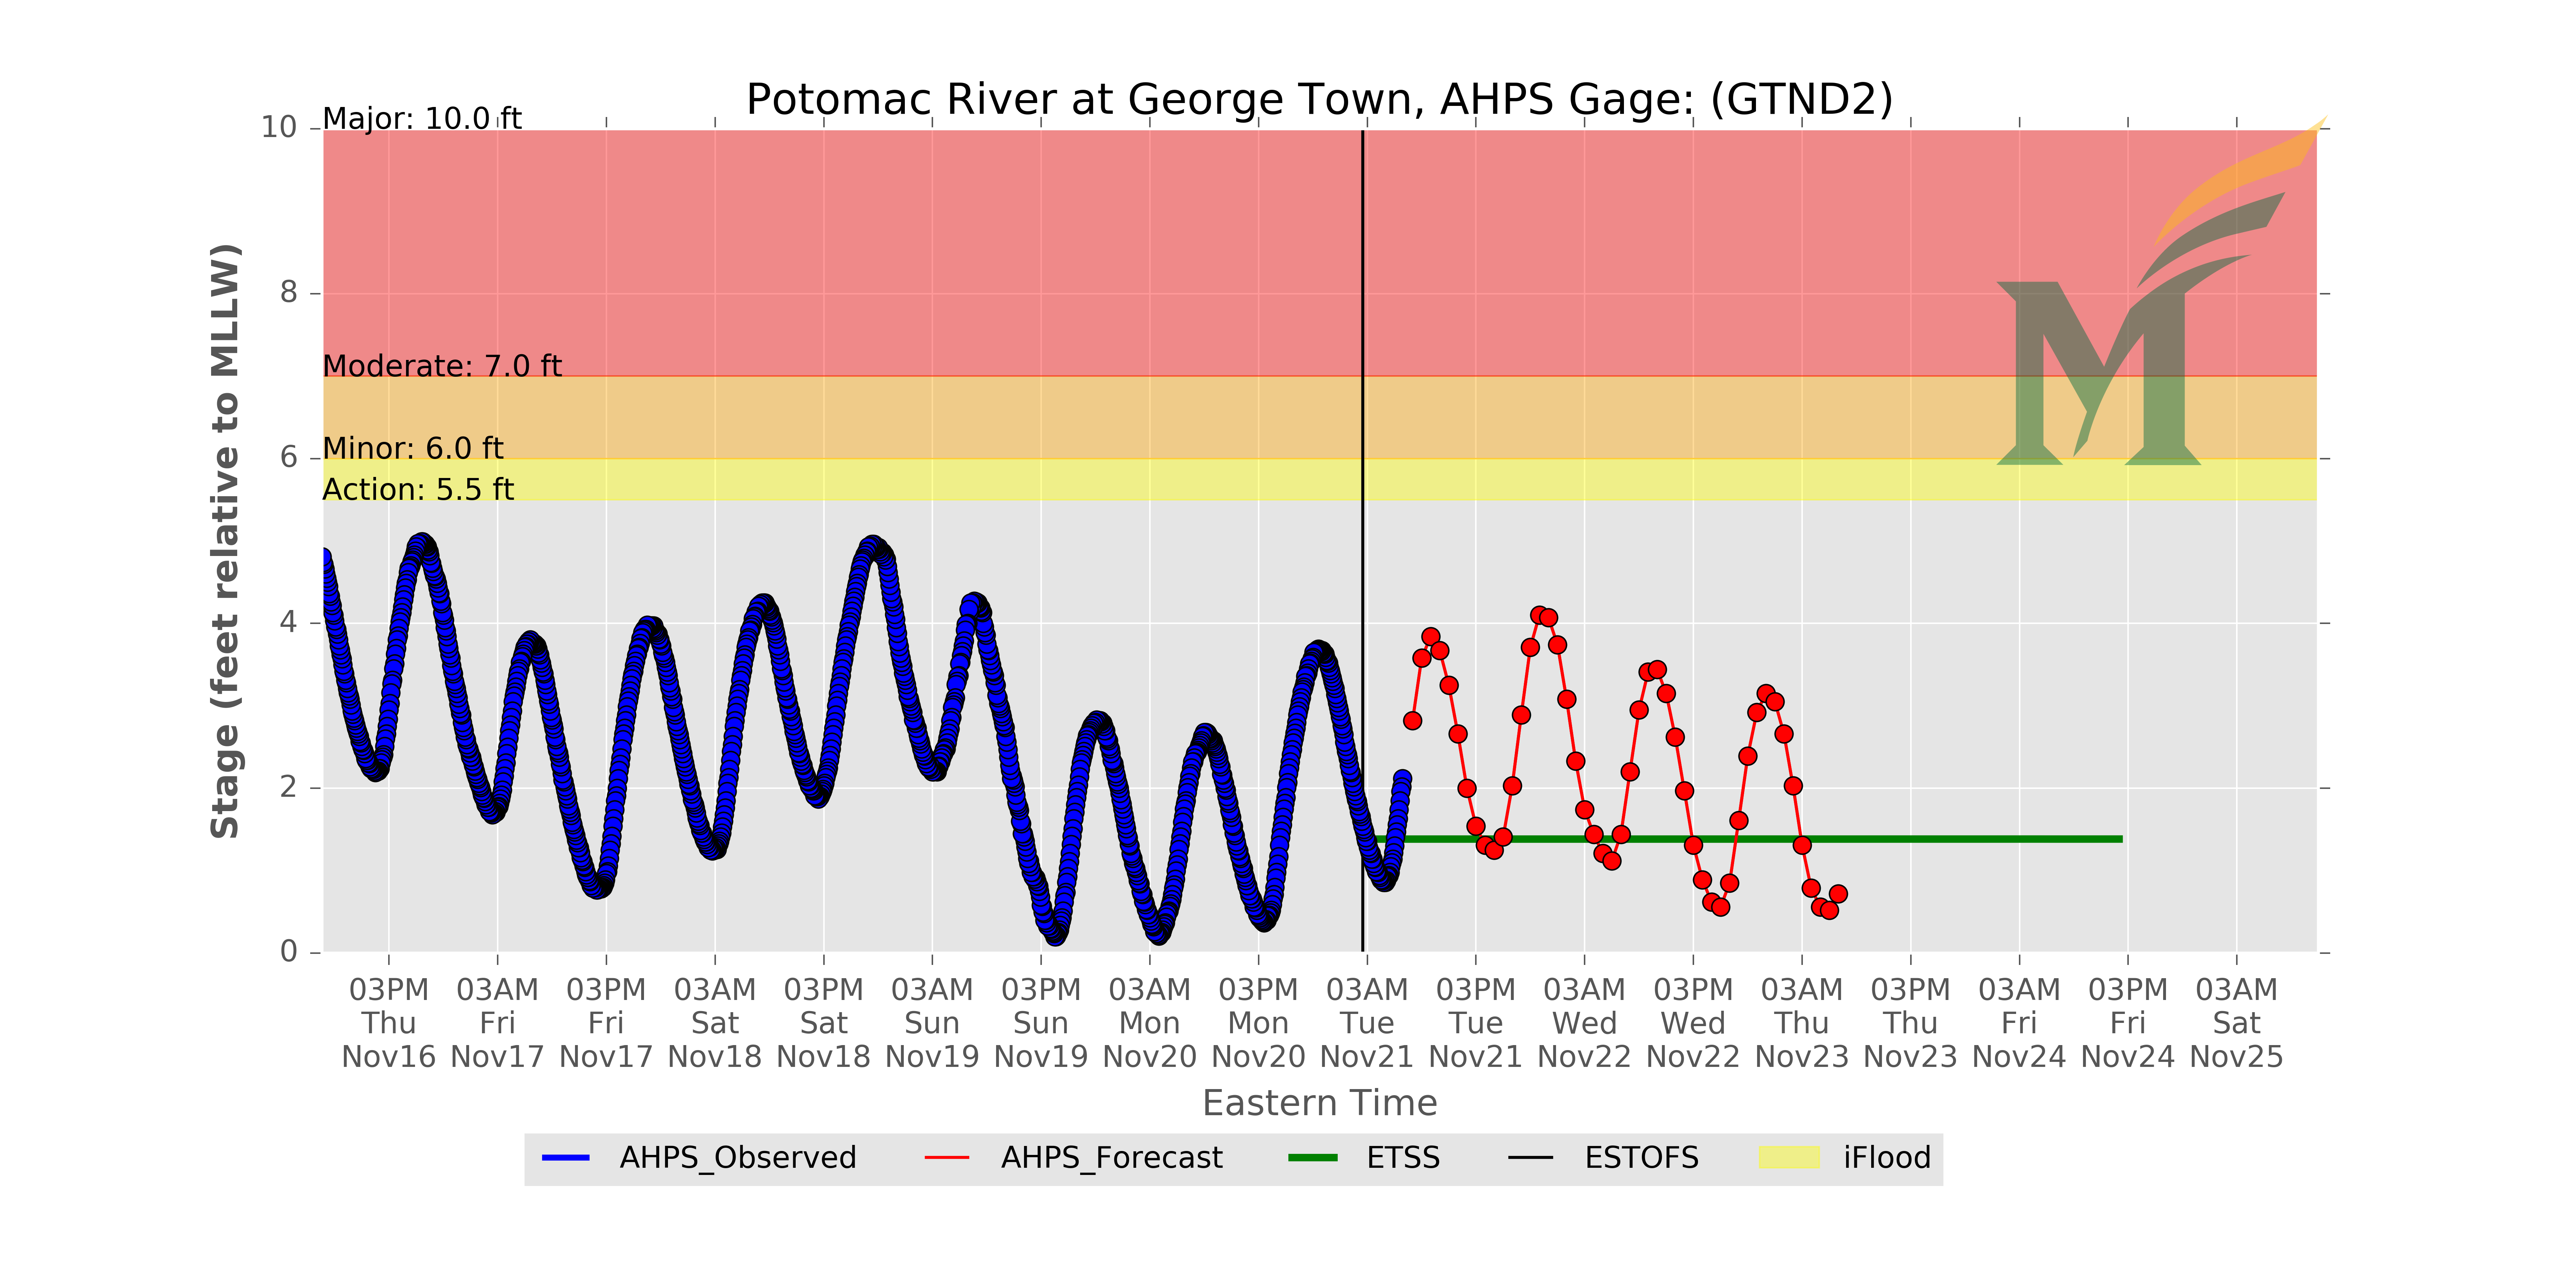 Potomac River at George Town, AHPS Gage: (GTND2)
Major: 10.0 ft
Moderate: 7.0 ft
Minor: 6.0 ft
Action: 5.5 ft
10
8
6
4
2
0
Stage (feet relative to MLLW)
03PM 03AM 03PM 03AM 03PM 03AM 03PM 03AM 03PM 03AM 03PM 03AM 03PM 03AM 03PM 03AM 03PM 03AM
Thu Fri Fri Sat Sat Sun Sun Mon Mon Tue Tue Wed Wed Thu Thu Fri Fri Sat
Nov16 Nov17 Nov17 Nov18 Nov18 Nov19 Nov19 Nov20 Nov20 Nov21 Nov21 Nov22 Nov22 Nov23 Nov23 Nov24 Nov24 Nov25
Eastern Time
AHPS_Observed AHPS_Forecast ETSS ESTOFS iFlood